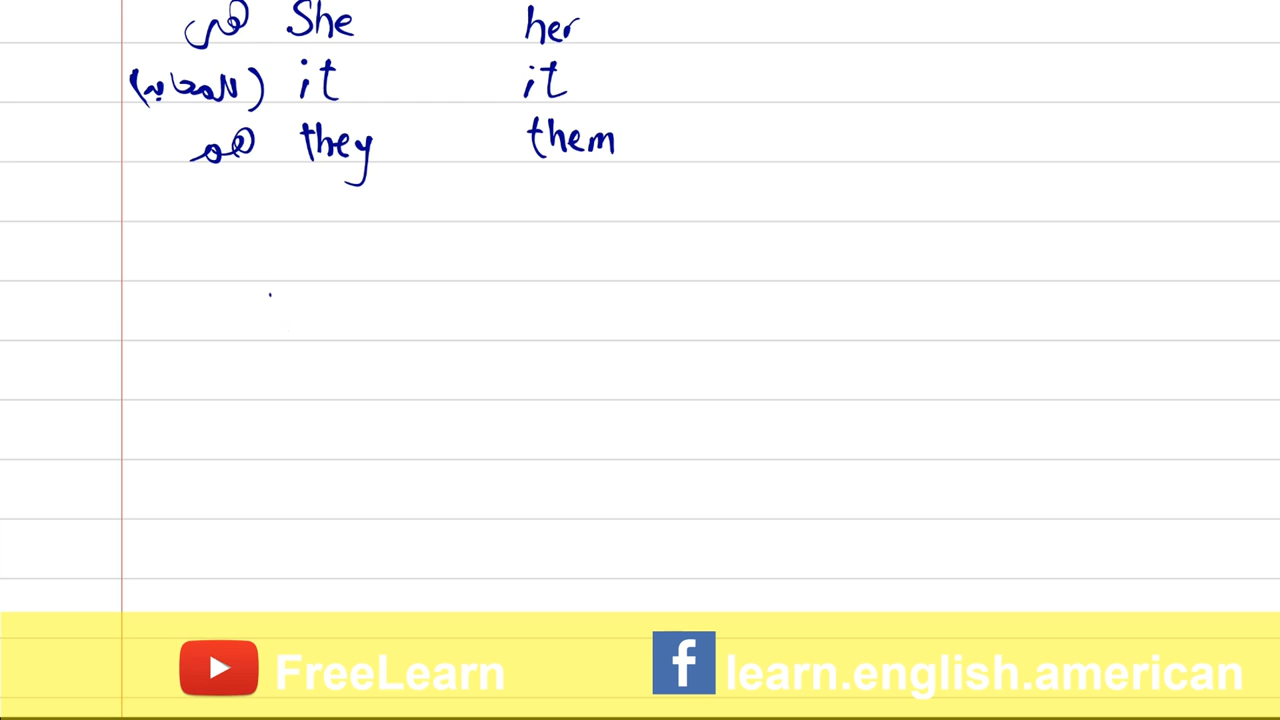 هي She her
(للمحايد) it it
هم they them
FreeLearn
learn.english.american